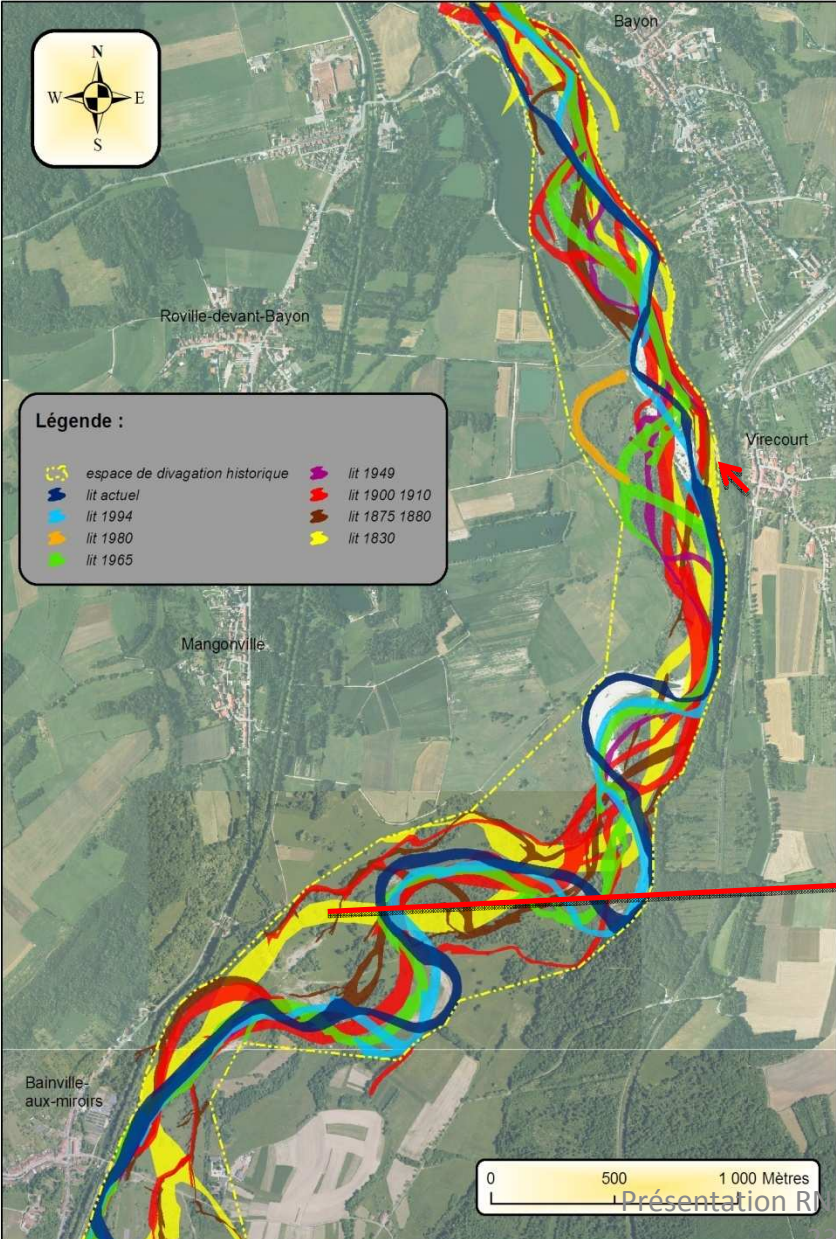 Bayon
N
W E
S
Roville-devant-Bayon
Légende :
espace de divagation historique
lit actuel
lit 1994
lit 1980
lit 1965
lit 1949
lit 1900 1910
lit 1875 1880
lit 1830
Virecourt
Mangonville
Bainville-
aux-miroirs
0 500 1 000 Mètres
Présentation RN